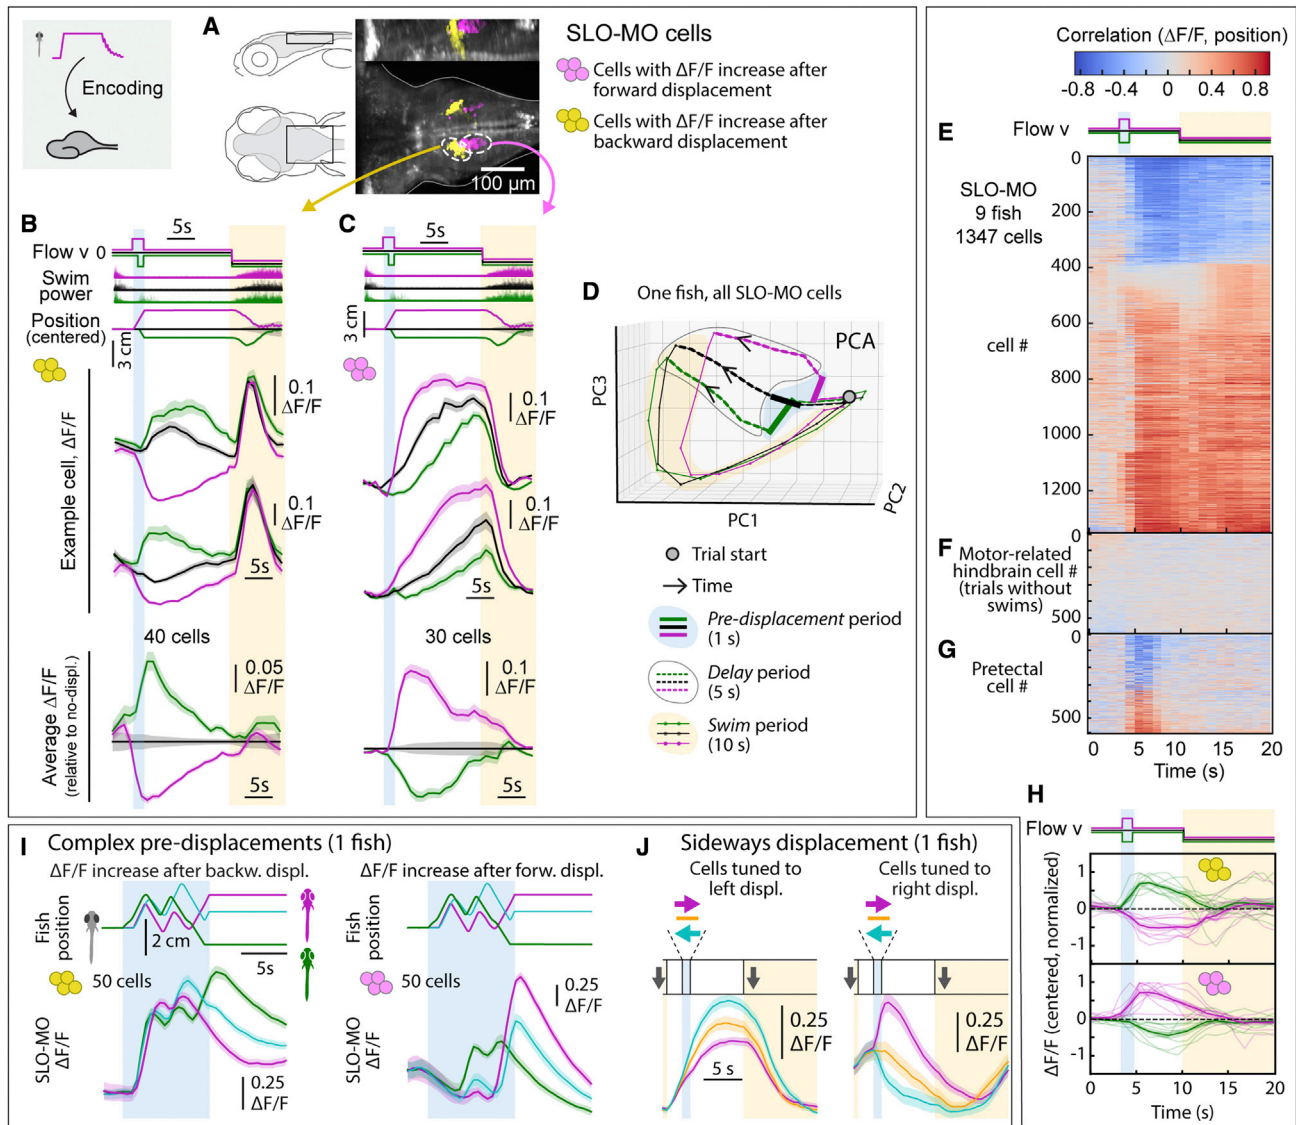 A
Encoding
100 µm
SLO-MO cells
Cells with ΔF/F increase after
forward displacement
Cells with ΔF/F increase after
backward displacement
B
5s
Flow v 0
Swim
power
Position
(centered)
3 cm
Example cell, ΔF/F
0.1
ΔF/F
0.1
ΔF/F
5s
40 cells
Average ΔF/F
(relative to no-displ.)
0.05
ΔF/F
5s
C
5s
3 cm
0.1
ΔF/F
0.1
ΔF/F
5s
30 cells
0.1
ΔF/F
5s
D
One fish, all SLO-MO cells
PCA
PC3
PC1
PC2
Trial start
Time
Pre-displacement period
(1 s)
Delay period
(5 s)
Swim period
(10 s)
Correlation (ΔF/F, position)
-0.8 -0.4 0 0.4 0.8
E
Flow v
SLO-MO
9 fish
1347 cells
cell #
0
200
400
600
800
1000
1200
F
Motor-related
hindbrain cell #
(trials without
swims)
0
500
G
Pretectal
cell #
0
500
0 5 10 15 20
Time (s)
H
Flow v
ΔF/F (centered, normalized)
1
0
-1
1
0
-1
0 5 10 15 20
Time (s)
I
Complex pre-displacements (1 fish)
ΔF/F increase after backw. displ.
Fish
position
2 cm
5s
50 cells
SLO-MO
ΔF/F
0.25
ΔF/F
ΔF/F increase after forw. displ.
Fish
position
50 cells
SLO-MO
ΔF/F
0.25
ΔF/F
J
Sideways displacement (1 fish)
Cells tuned to
left displ.
0.25
ΔF/F
5 s
Cells tuned to
right displ.
0.25
ΔF/F